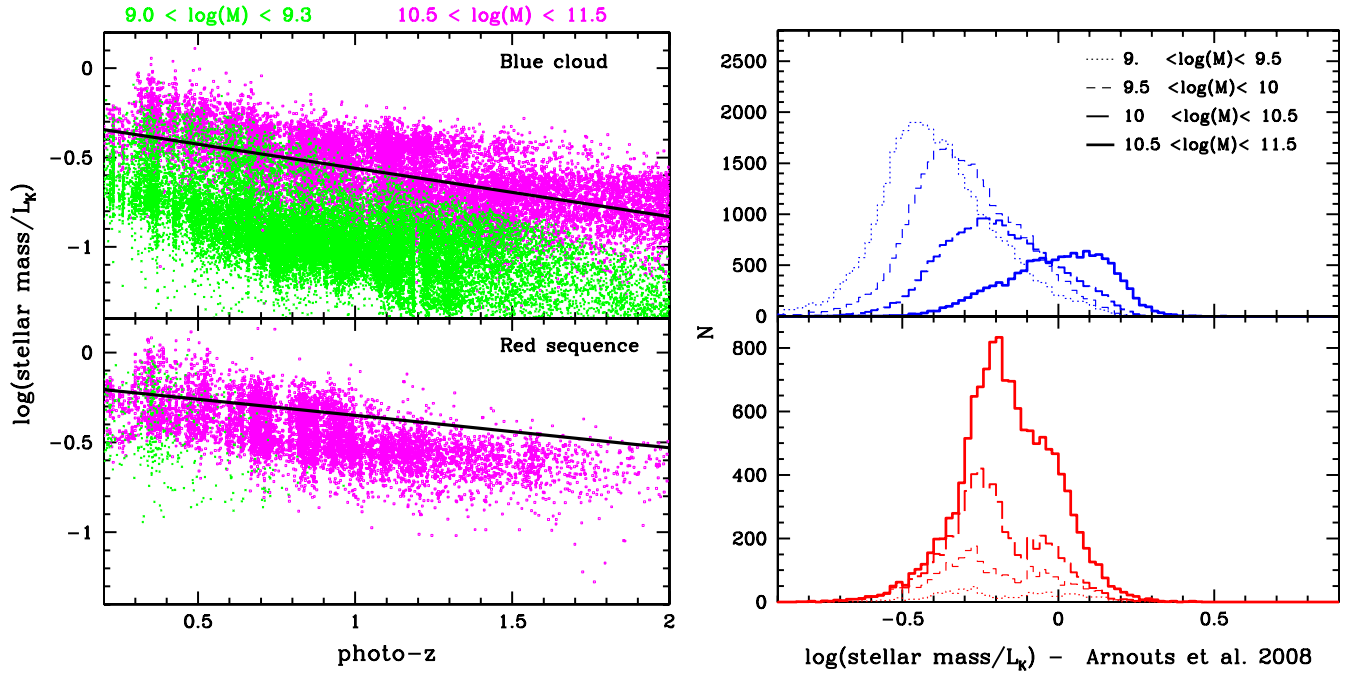 9.0 < log(M) < 9.3
10.5 < log(M) < 11.5
Blue cloud
0
−0.5
−1
Red sequence
0
−0.5
−1
log(stellar mass/L_K)
0.5
1
1.5
2
photo−z
2500
2000
1500
1000
500
0
9. <log(M)< 9.5
9.5 <log(M)< 10
10 <log(M)< 10.5
10.5 <log(M)< 11.5
N
800
600
400
200
0
−0.5
0
0.5
log(stellar mass/L_K) − Arnouts et al. 2008